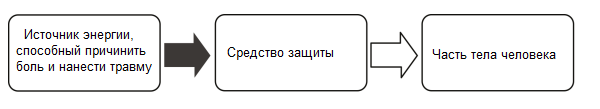 Источник энергии,
способный причинить
боль и нанести травму
Средство защиты
Часть тела человека